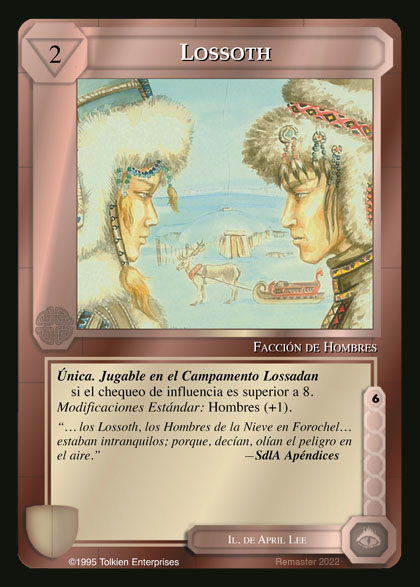 2
LOSSOTH
FACCIÓN DE HOMBRES
Única. Jugable en el Campamento Lossadan
si el chequeo de influencia es superior a 8.
Modificaciones Estándar: Hombres (+1).
6
“… los Lossoth, los Hombres de la Nieve en Forochel…
estaban intranquilos; porque, decían, olían el peligro en
el aire.” —SdlA Apéndices
IL. DE APRIL LEE
©1995 Tolkien Enterprises Remaster 2022